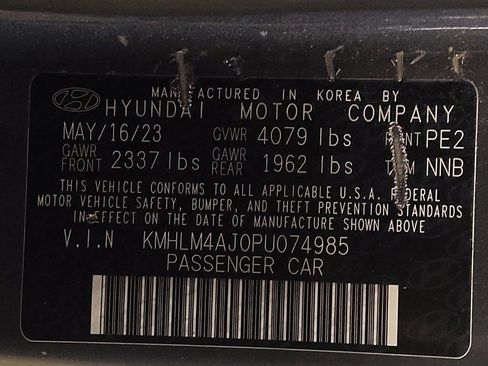 MANUFACTURED IN KOREA BY
HYUNDAI MOTOR COMPANY
MAY/16/23 GVWR 4079 lbs PAINT PE2
GAWR FRONT 2337 lbs GAWR REAR 1962 lbs TRIM NNB
THIS VEHICLE CONFORMS TO ALL APPLICABLE U.S.A. FEDERAL
MOTOR VEHICLE SAFETY, BUMPER, AND THEFT PREVENTION STANDARDS
IN EFFECT ON THE DATE OF MANUFACTURE SHOWN ABOVE
V.I.N KMHLM4AJ0PU074985
PASSENGER CAR